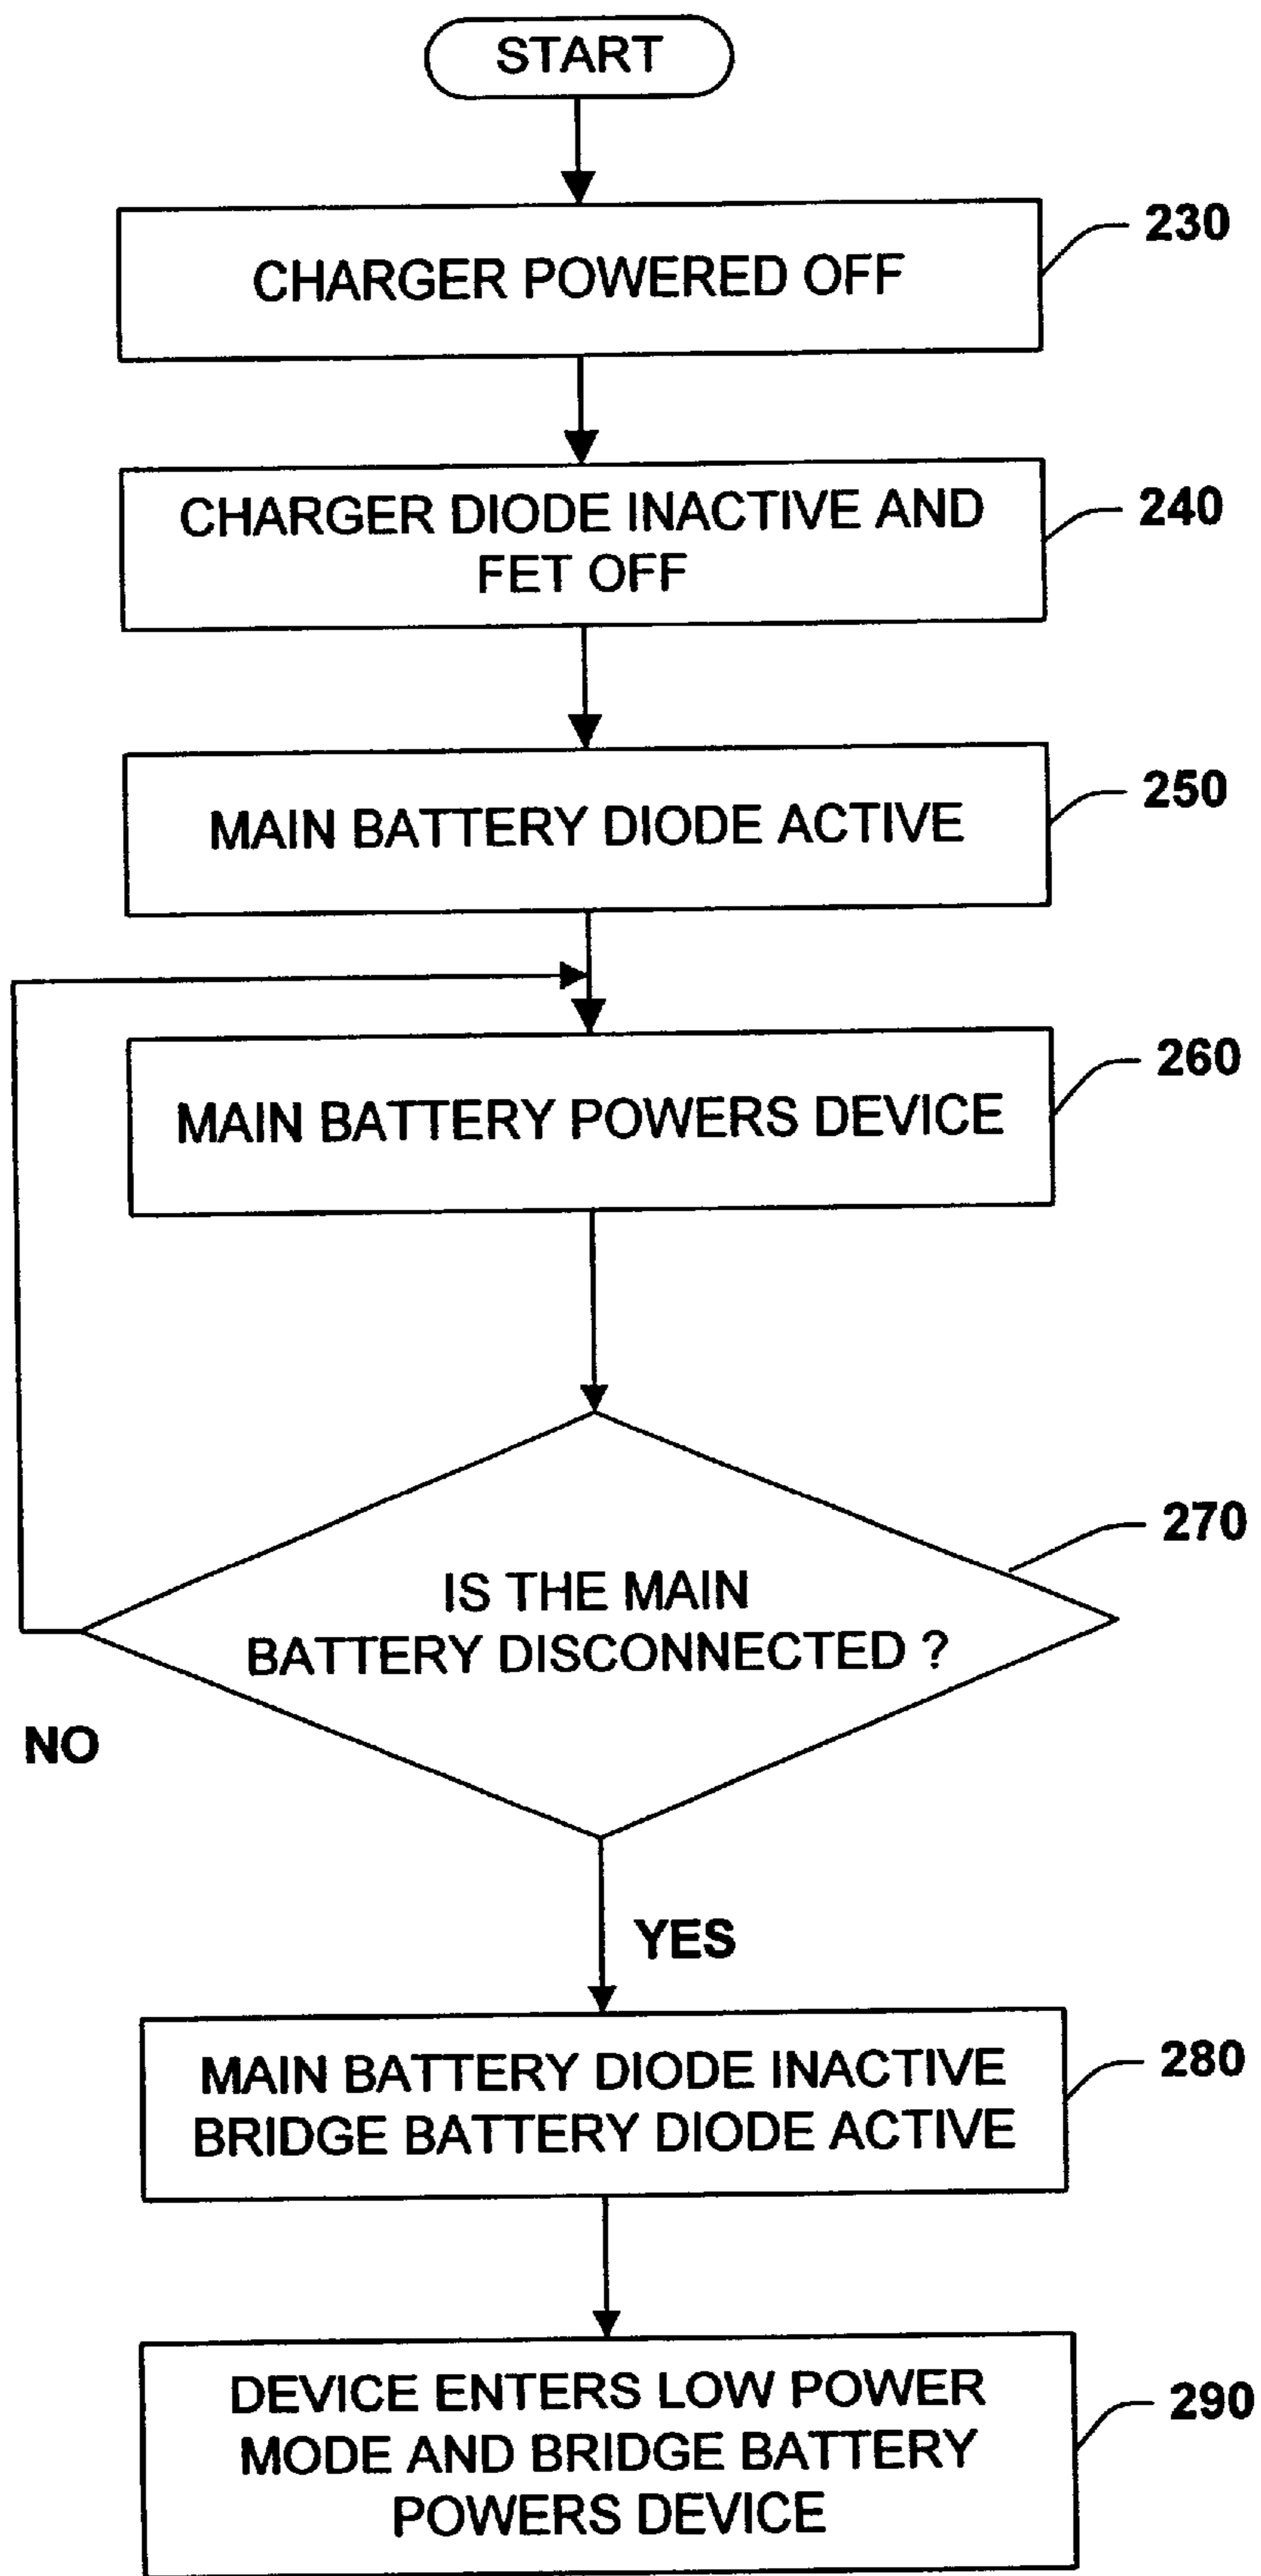 START
230
CHARGER POWERED OFF
240
CHARGER DIODE INACTIVE AND
FET OFF
250
MAIN BATTERY DIODE ACTIVE
260
MAIN BATTERY POWERS DEVICE
270
IS THE MAIN
BATTERY DISCONNECTED ?
NO
YES
280
MAIN BATTERY DIODE INACTIVE
BRIDGE BATTERY DIODE ACTIVE
290
DEVICE ENTERS LOW POWER
MODE AND BRIDGE BATTERY
POWERS DEVICE